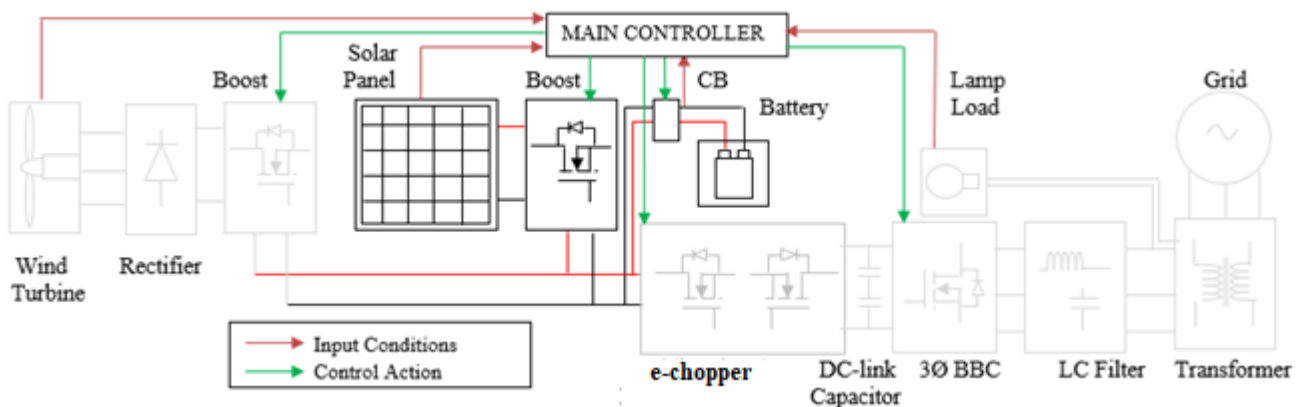 MAIN CONTROLLER
Solar
Panel
Boost
Boost
CB
Battery
Lamp
Load
Grid
Wind
Turbine
Rectifier
Input Conditions
Control Action
e-chopper
DC-link
Capacitor
3Ø BBC
LC Filter
Transformer